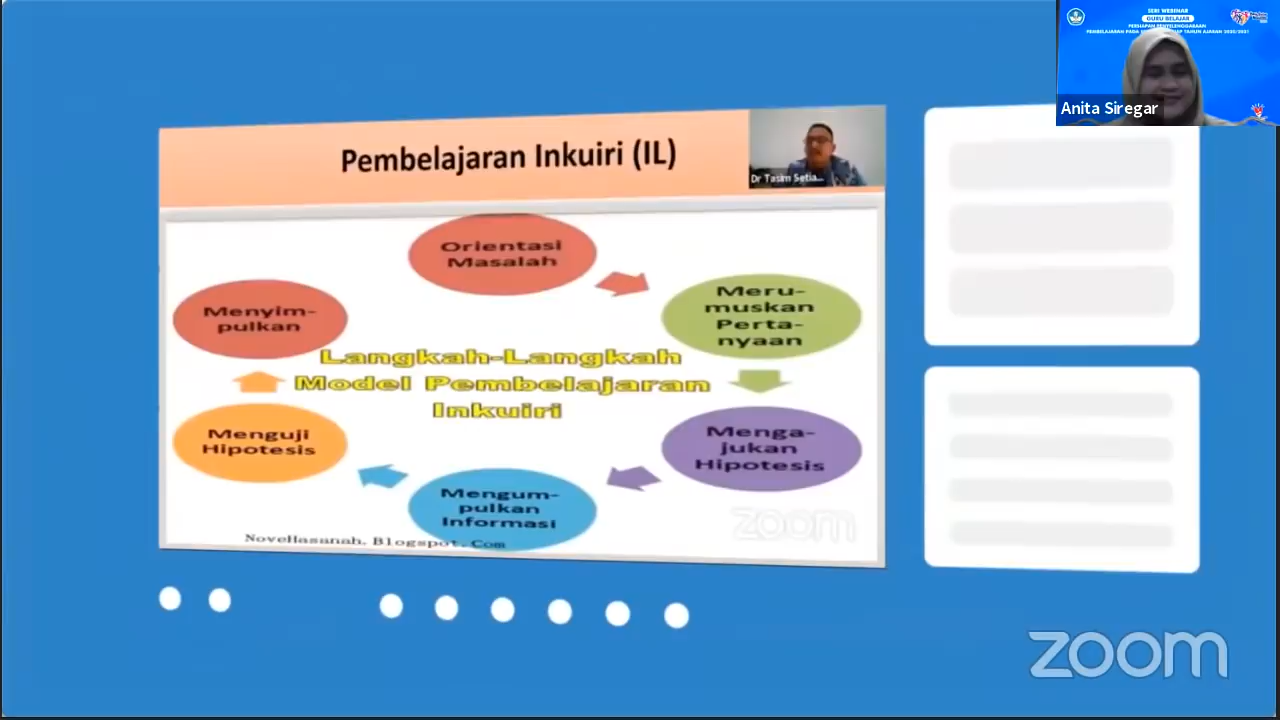 SERI WEBINAR
GURU BELAJAR
PERSIAPAN PENYELENGGARAAN
PEMBELAJARAN PADA TAHUN AJARAN 2020/2021
Anita Siregar
Pembelajaran Inkuiri (IL)
Dr Tasim Setia...
Orientasi
Masalah
Meru-
muskan
Perta-
nyaan
Menga-
jukan
Hipotesis
Mengum-
pulkan
Informasi
Menguji
Hipotesis
Menyim-
pulkan
Langkah-Langkah
Model Pembelajaran
Inkuiri
zoom
NoveHasanah. Blogspot. Com
zoom